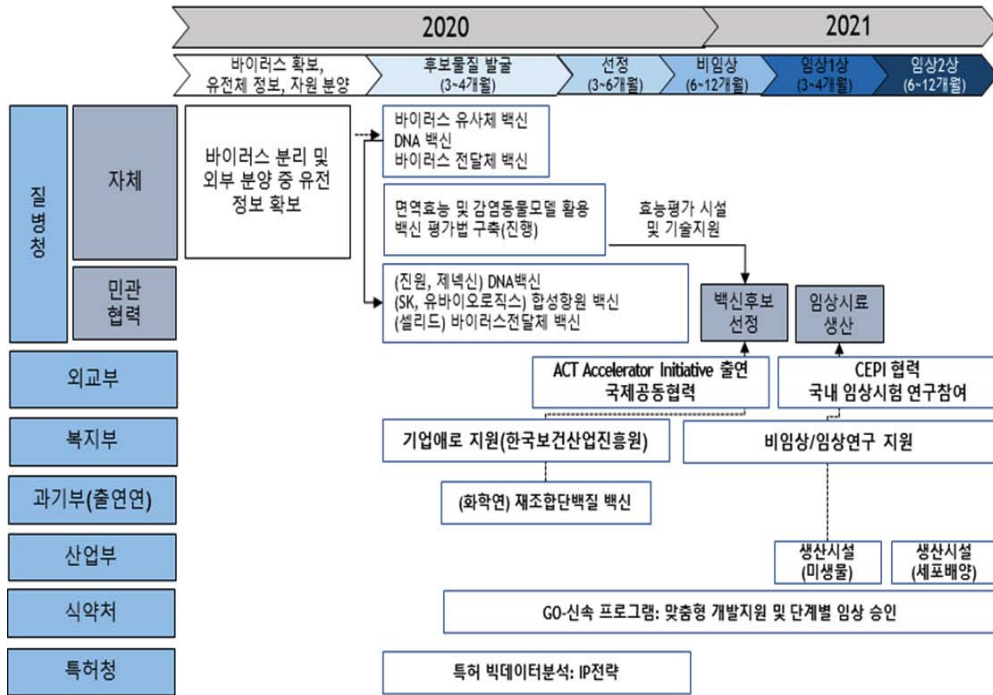 2020
2021
바이러스 확보,
유전체 정보, 자원 분양
후보물질 발굴
(3~4개월)
선정
(3~6개월)
비임상
(6~12개월)
임상1상
(3~4개월)
임상2상
(6~12개월)
질병청
자체
바이러스 분리 및
외부 분양 중 유전
정보 확보
바이러스 유사체 백신
DNA 백신
바이러스 전달체 백신
면역효능 및 감염동물모델 활용
백신 평가법 구축(진행)
효능평가 시설
및 기술지원
민관
협력
(진원, 제넥신) DNA백신
(SK, 유바이오로직스) 합성항원 백신
(셀리드) 바이러스전달체 백신
백신후보
선정
임상시료
생산
외교부
ACT Accelerator Initiative 출연
국제공동협력
CEPI 협력
국내 임상시험 연구참여
복지부
기업애로 지원(한국보건산업진흥원)
비임상/임상연구 지원
과기부(출연연)
(화학연) 재조합단백질 백신
산업부
생산시설
(미생물)
생산시설
(세포배양)
식약처
GO-신속 프로그램: 맞춤형 개발지원 및 단계별 임상 승인
특허청
특허 빅데이터분석: IP전략